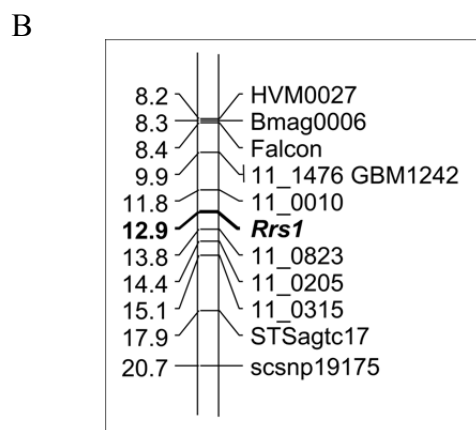 B
8.2 HVM0027
8.3 Bmag0006
8.4 Falcon
9.9 11_1476 GBM1242
11.8 11_0010
12.9 Rrs1
13.8 11_0823
14.4 11_0205
15.1 11_0315
17.9 STSagtc17
20.7 scsnp19175